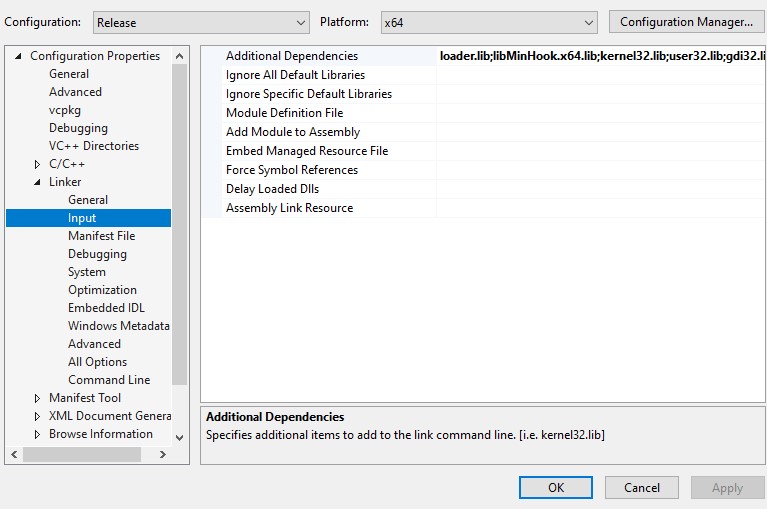 Configuration: Release Platform: x64 Configuration Manager...
Configuration Properties
General
Advanced
vcpkg
Debugging
VC++ Directories
C/C++
Linker
General
Input
Manifest File
Debugging
System
Optimization
Embedded IDL
Windows Metadata
Advanced
All Options
Command Line
Manifest Tool
XML Document Genera
Browse Information
Additional Dependencies loader.lib;libMinHook.x64.lib;kernel32.lib;user32.lib;gdi32.li
Ignore All Default Libraries
Ignore Specific Default Libraries
Module Definition File
Add Module to Assembly
Embed Managed Resource File
Force Symbol References
Delay Loaded Dlls
Assembly Link Resource
Additional Dependencies
Specifies additional items to add to the link command line. [i.e. kernel32.lib]
OK Cancel Apply